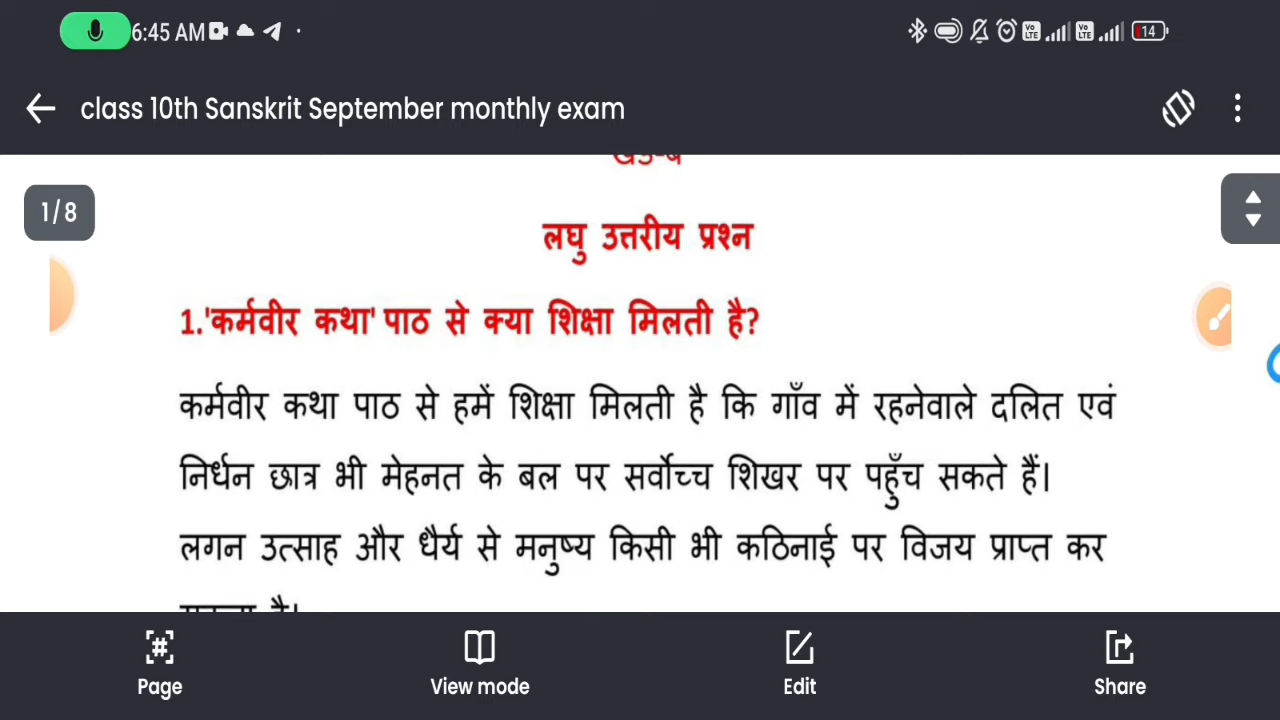 6:45 AM
14
class 10th Sanskrit September monthly exam
1/8
लघु उत्तरीय प्रश्न
1.'कर्मवीर कथा' पाठ से क्या शिक्षा मिलती है?
कर्मवीर कथा पाठ से हमें शिक्षा मिलती है कि गाँव में रहनेवाले दलित एवं
निर्धन छात्र भी मेहनत के बल पर सर्वोच्च शिखर पर पहुँच सकते हैं।
लगन उत्साह और धैर्य से मनुष्य किसी भी कठिनाई पर विजय प्राप्त कर
है।
Page View mode Edit Share